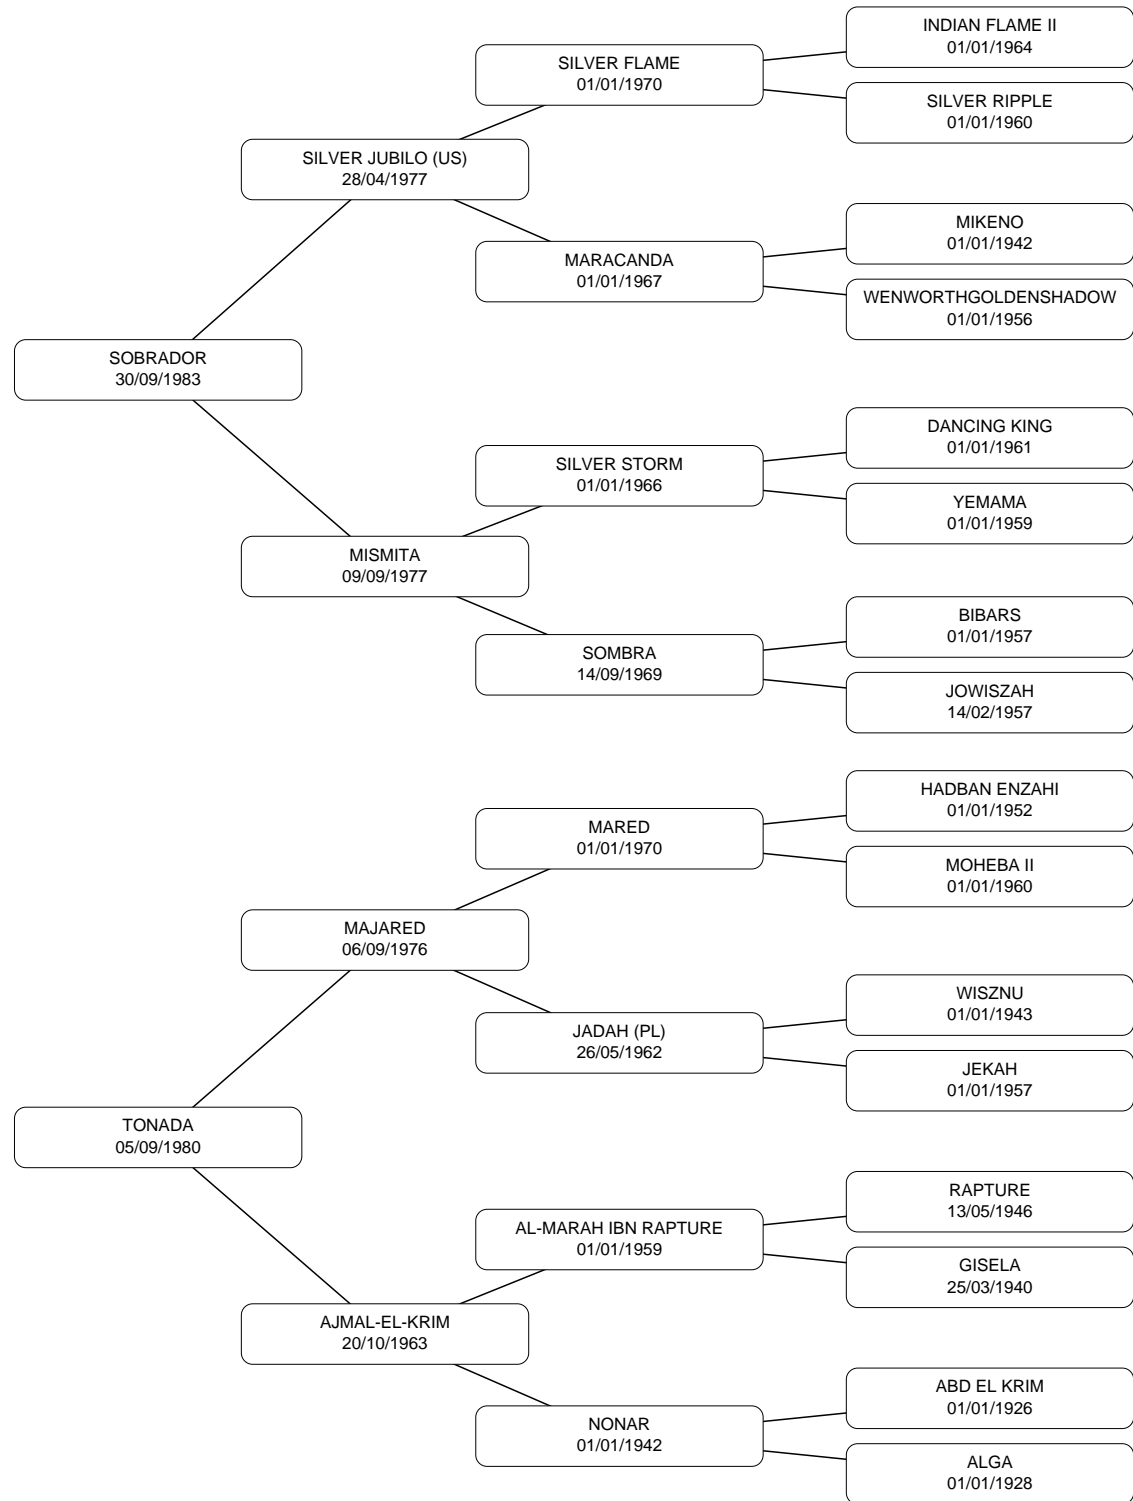 INDIAN FLAME II
01/01/1964
SILVER FLAME
01/01/1970
SILVER RIPPLE
01/01/1960
SILVER JUBILO (US)
28/04/1977
MIKENO
01/01/1942
MARACANDA
01/01/1967
WENWORTHGOLDENSHADOW
01/01/1956
SOBRADOR
30/09/1983
DANCING KING
01/01/1961
SILVER STORM
01/01/1966
YEMAMA
01/01/1959
MISMITA
09/09/1977
BIBARS
01/01/1957
SOMBRA
14/09/1969
JOWISZAH
14/02/1957
HADBAN ENZAHI
01/01/1952
MARED
01/01/1970
MOHEBA II
01/01/1960
MAJARED
06/09/1976
WISZNU
01/01/1943
JADAH (PL)
26/05/1962
JEKAH
01/01/1957
TONADA
05/09/1980
RAPTURE
13/05/1946
AL-MARAH IBN RAPTURE
01/01/1959
GISELA
25/03/1940
AJMAL-EL-KRIM
20/10/1963
ABD EL KRIM
01/01/1926
NONAR
01/01/1942
ALGA
01/01/1928